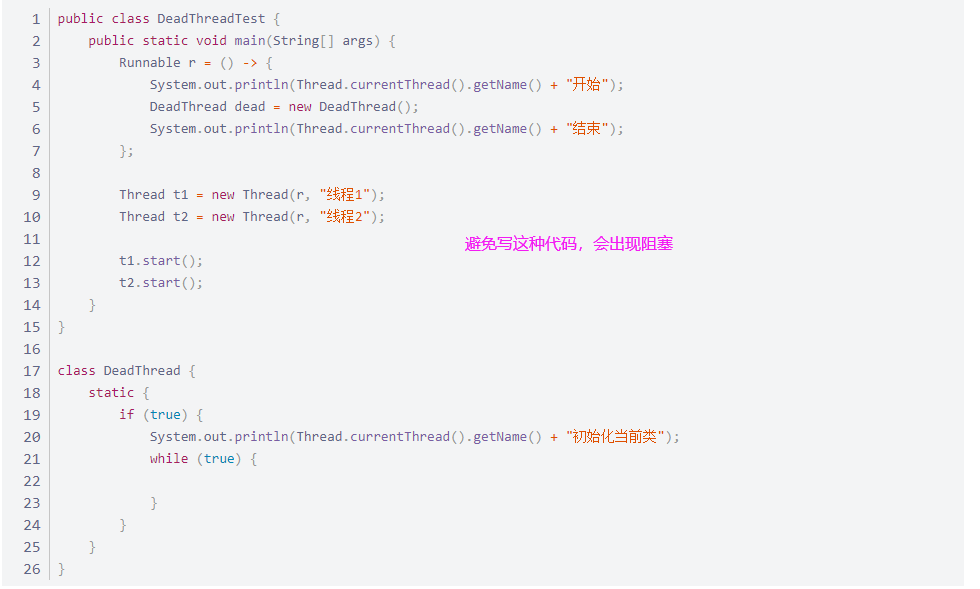 1 public class DeadThreadTest {
2     public static void main(String[] args) {
3         Runnable r = () -> {
4             System.out.println(Thread.currentThread().getName() + "开始");
5             DeadThread dead = new DeadThread();
6             System.out.println(Thread.currentThread().getName() + "结束");
7         };
8
9         Thread t1 = new Thread(r, "线程1");
10         Thread t2 = new Thread(r, "线程2");
11 避免写这种代码，会出现阻塞
12         t1.start();
13         t2.start();
14     }
15 }
16
17 class DeadThread {
18     static {
19         if (true) {
20             System.out.println(Thread.currentThread().getName() + "初始化当前类");
21             while (true) {
22
23             }
24         }
25     }
26 }